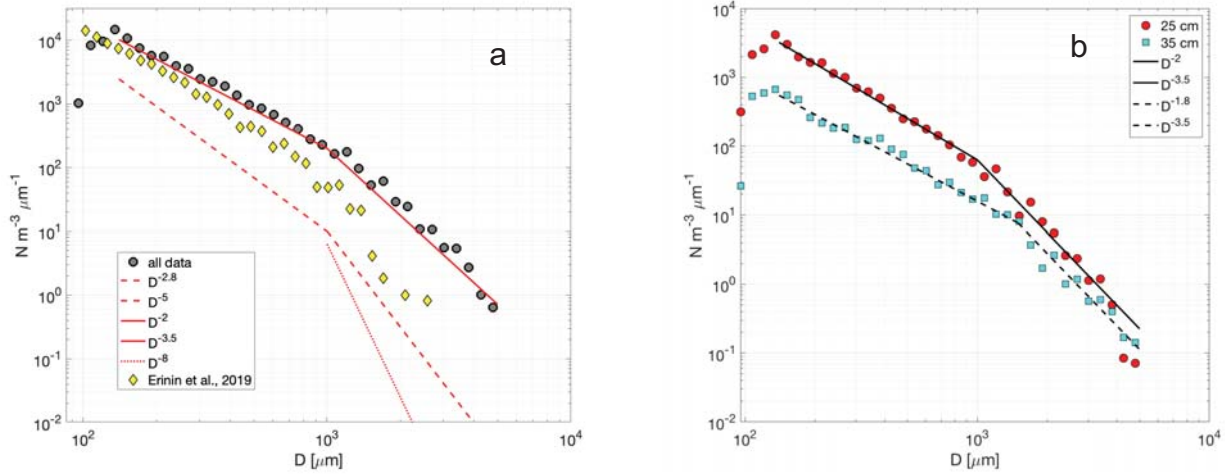 a
10^4
10^3
10^2
10^1
10^0
10^-1
10^-2
N m^-3 μm^-1
all data
D^-2.8
D^-5
D^-2
D^-3.5
D^-8
Erinin et al., 2019
10^2
10^3
10^4
D [μm]
b
10^4
10^3
10^2
10^1
10^0
10^-1
10^-2
N m^-3 μm^-1
25 cm
35 cm
D^-2
D^-3.5
D^-1.8
D^-3.5
10^2
10^3
10^4
D [μm]